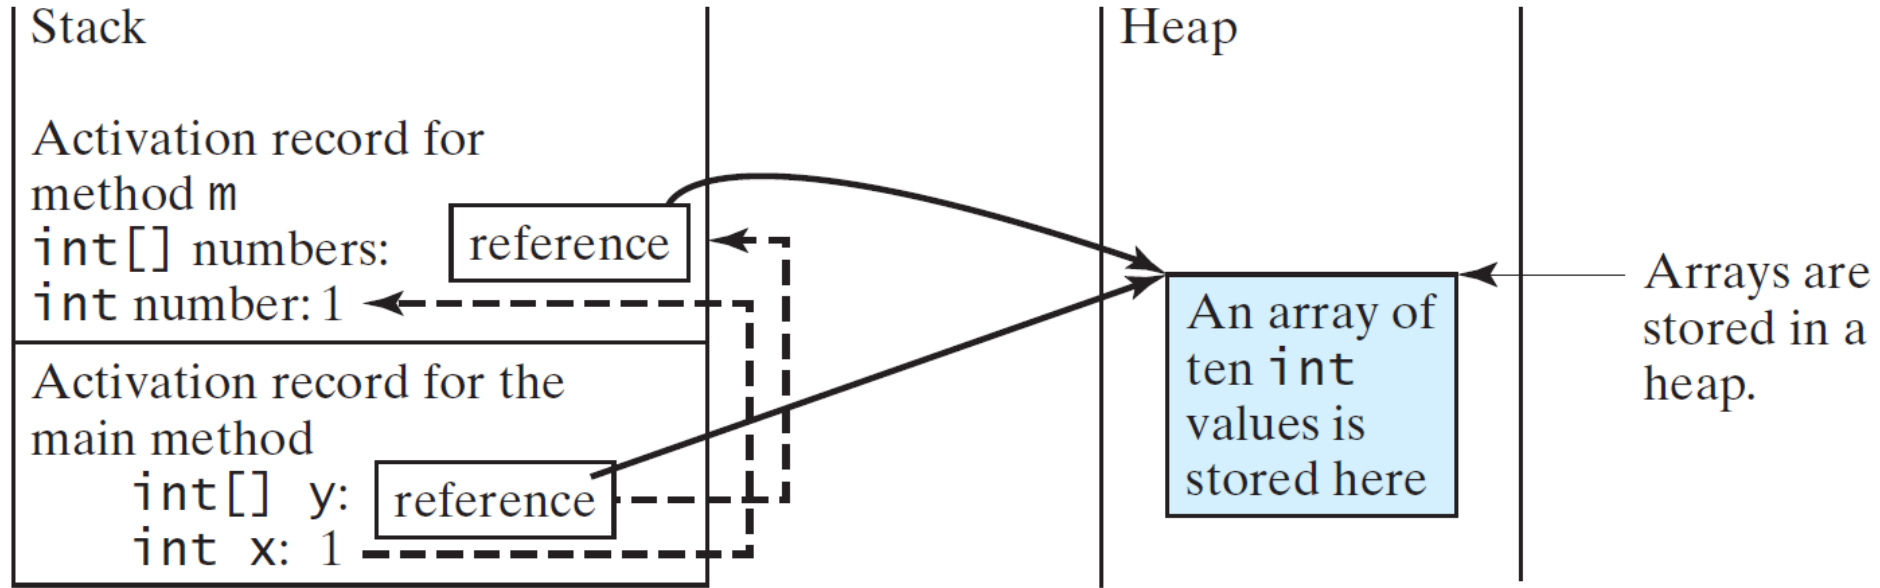 Stack
Activation record for
method m
int[] numbers:
reference
int number: 1
Activation record for the
main method
int[] y:
reference
int x: 1
Heap
An array of
ten int
values is
stored here
Arrays are
stored in a
heap.